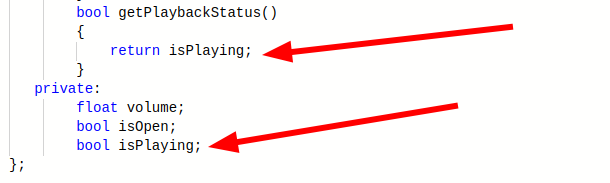 bool getPlaybackStatus()
{
return isPlaying;
}
private:
float volume;
bool isOpen;
bool isPlaying;
};